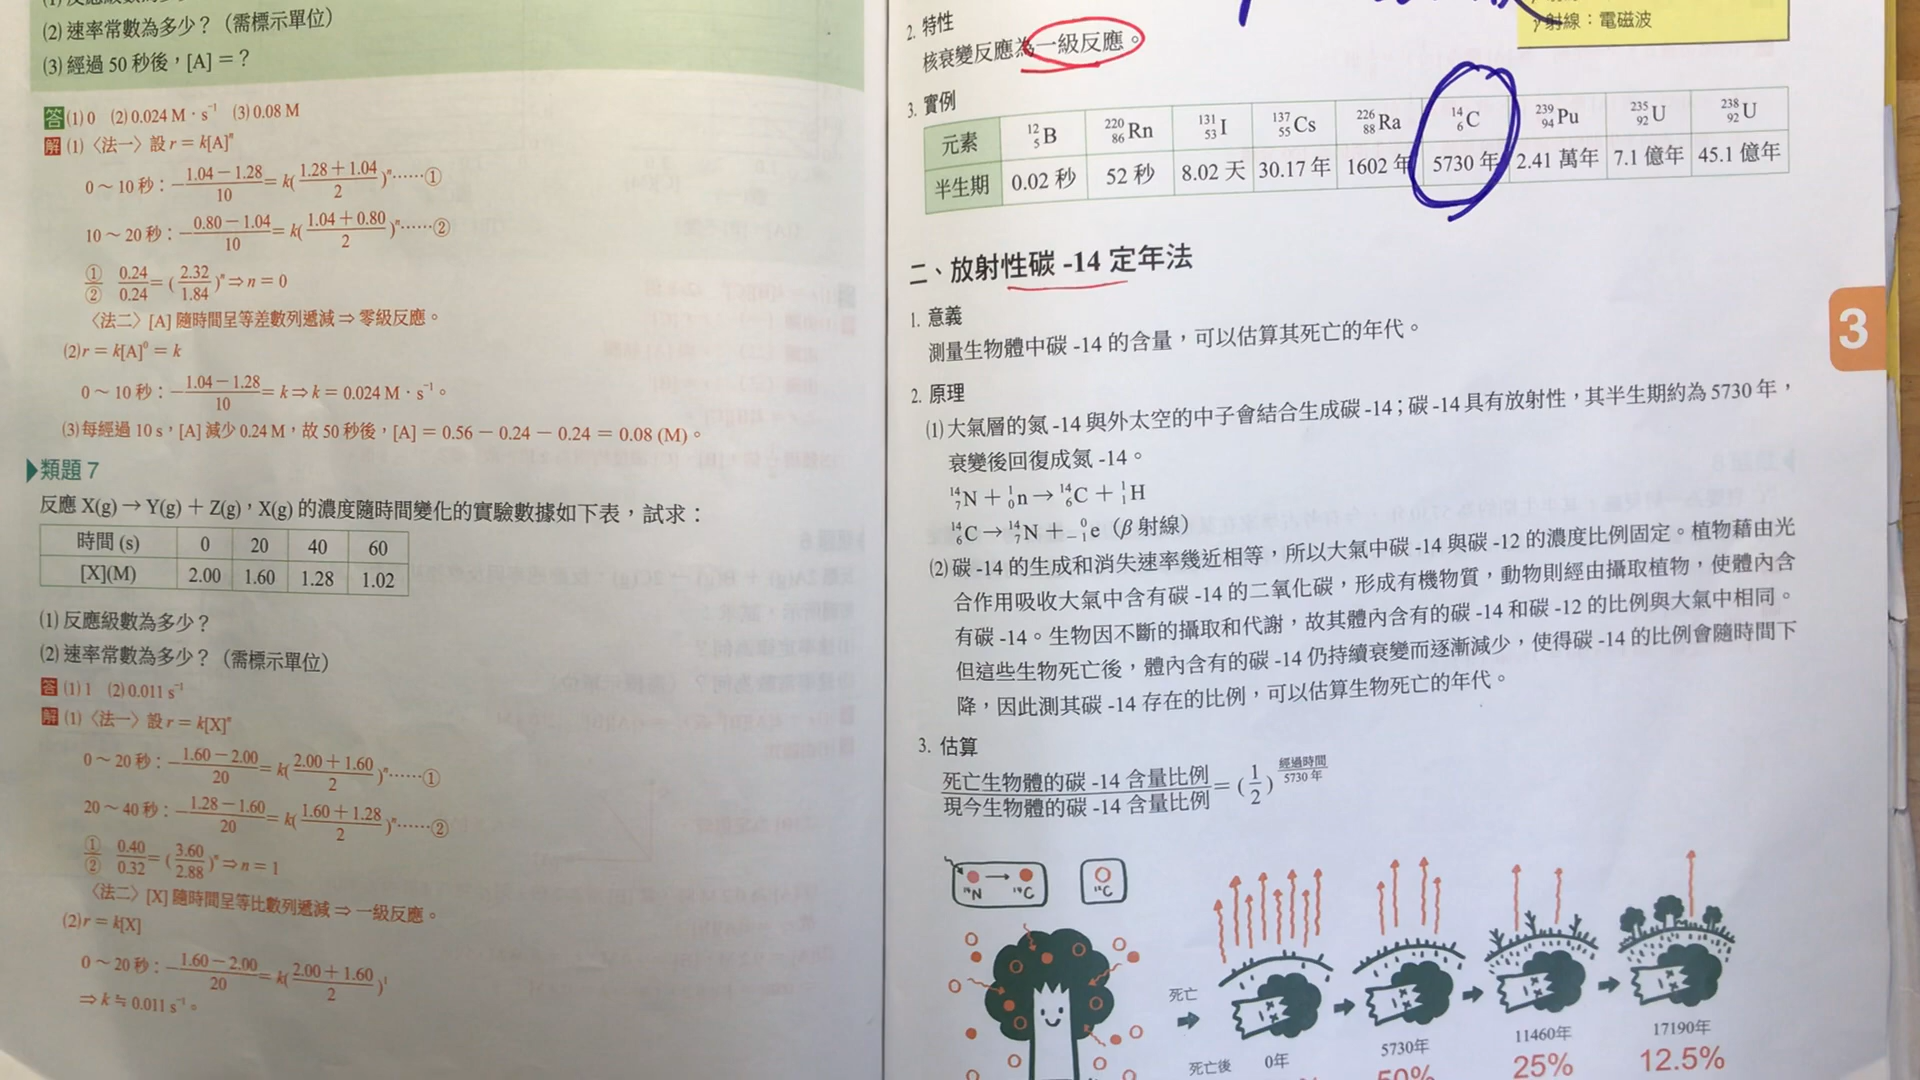 (2) 速率常數為多少？（需標示單位）
(3) 經過 50 秒後，[A] = ?
答 (1) 0 (2) 0.024 M · s⁻¹ (3) 0.08 M
解 (1)〈法一〉設 r = k[A]ⁿ
0～10 秒：−(1.04 − 1.28)/10 = k((1.28 + 1.04)/2)ⁿ……①
10～20 秒：−(0.80 − 1.04)/10 = k((1.04 + 0.80)/2)ⁿ……②
①/② 0.24/0.24 = (2.32/1.84)ⁿ ⇒ n = 0
〈法二〉[A] 隨時間呈等差數列遞減 ⇒ 零級反應。
(2) r = k[A]⁰ = k
0～10 秒：−(1.04 − 1.28)/10 = k ⇒ k = 0.024 M · s⁻¹。
(3) 每經過 10 s，[A] 減少 0.24 M，故 50 秒後，[A] = 0.56 − 0.24 − 0.24 = 0.08 (M)。
類題 7
反應 X(g) → Y(g) + Z(g)，X(g) 的濃度隨時間變化的實驗數據如下表，試求：
時間 (s) 0 20 40 60
[X](M) 2.00 1.60 1.28 1.02
(1) 反應級數為多少？
(2) 速率常數為多少？（需標示單位）
答 (1) 1 (2) 0.011 s⁻¹
解 (1)〈法一〉設 r = k[X]ⁿ
0～20 秒：−(1.60 − 2.00)/20 = k((2.00 + 1.60)/2)ⁿ……①
20～40 秒：−(1.28 − 1.60)/20 = k((1.60 + 1.28)/2)ⁿ……②
①/② 0.40/0.32 = (3.60/2.88)ⁿ ⇒ n = 1
〈法二〉[X] 隨時間呈等比數列遞減 ⇒ 一級反應。
(2) r = k[X]
0～20 秒：−(1.60 − 2.00)/20 = k((2.00 + 1.60)/2)¹
⇒ k ≒ 0.011 s⁻¹。
γ 射線：電磁波
2. 特性
核衰變反應為一級反應。
3. 實例
元素 ¹²₅B ²²⁰₈₆Rn ¹³¹₅₃I ¹³⁷₅₅Cs ²²⁶₈₈Ra ¹⁴₆C ²³⁹₉₄Pu ²³⁵₉₂U ²³⁸₉₂U
半生期 0.02 秒 52 秒 8.02 天 30.17 年 1602 年 5730 年 2.41 萬年 7.1 億年 45.1 億年
二、放射性碳 -14 定年法
1. 意義
測量生物體中碳 -14 的含量，可以估算其死亡的年代。
2. 原理
(1) 大氣層的氮 -14 與外太空的中子會結合生成碳 -14；碳 -14 具有放射性，其半生期約為 5730 年，
衰變後回復成氮 -14。
¹⁴₇N + ¹₀n → ¹⁴₆C + ¹₁H
¹⁴₆C → ¹⁴₇N + ⁰₋₁e（β 射線）
(2) 碳 -14 的生成和消失速率幾近相等，所以大氣中碳 -14 與碳 -12 的濃度比例固定。植物藉由光
合作用吸收大氣中含有碳 -14 的二氧化碳，形成有機物質，動物則經由攝取植物，使體內含
有碳 -14。生物因不斷的攝取和代謝，故其體內含有的碳 -14 和碳 -12 的比例與大氣中相同。
但這些生物死亡後，體內含有的碳 -14 仍持續衰變而逐漸減少，使得碳 -14 的比例會隨時間下
降，因此測其碳 -14 存在的比例，可以估算生物死亡的年代。
3
3. 估算
死亡生物體的碳 -14 含量比例/現今生物體的碳 -14 含量比例 = (1/2)^(經過時間/5730 年)
¹⁴N → ¹⁴C
¹²C
死亡
死亡後 0年 5730年 11460年 17190年
50% 25% 12.5%